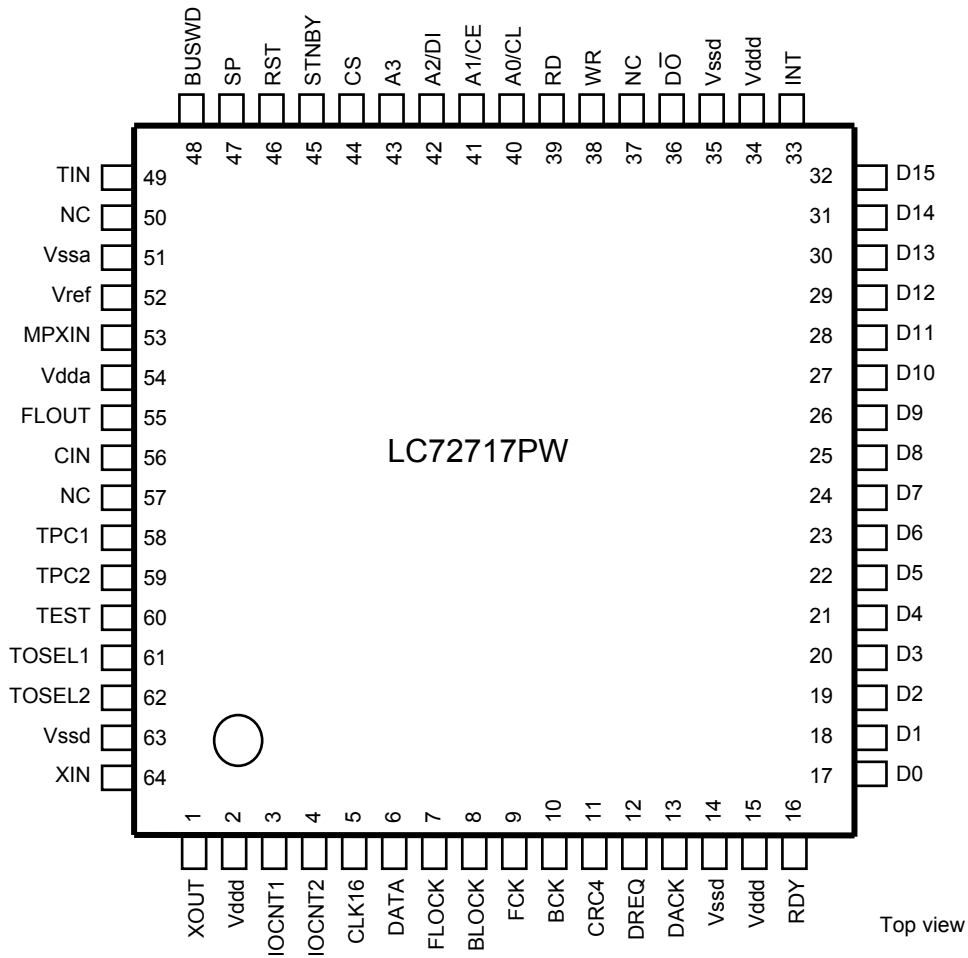 BUSWD
SP
RST
STNBY
CS
A3
A2/DI
A1/CE
A0/CL
RD
WR
NC
DO̅
Vssd
Vddd
INT
48
47
46
45
44
43
42
41
40
39
38
37
36
35
34
33
TIN 49
NC 50
Vssa 51
Vref 52
MPXIN 53
Vdda 54
FLOUT 55
CIN 56
NC 57
TPC1 58
TPC2 59
TEST 60
TOSEL1 61
TOSEL2 62
Vssd 63
XIN 64
LC72717PW
32 D15
31 D14
30 D13
29 D12
28 D11
27 D10
26 D9
25 D8
24 D7
23 D6
22 D5
21 D4
20 D3
19 D2
18 D1
17 D0
1
2
3
4
5
6
7
8
9
10
11
12
13
14
15
16
XOUT
Vddd
IOCNT1
IOCNT2
CLK16
DATA
FLOCK
BLOCK
FCK
BCK
CRC4
DREQ
DACK
Vssd
Vddd
RDY
Top view